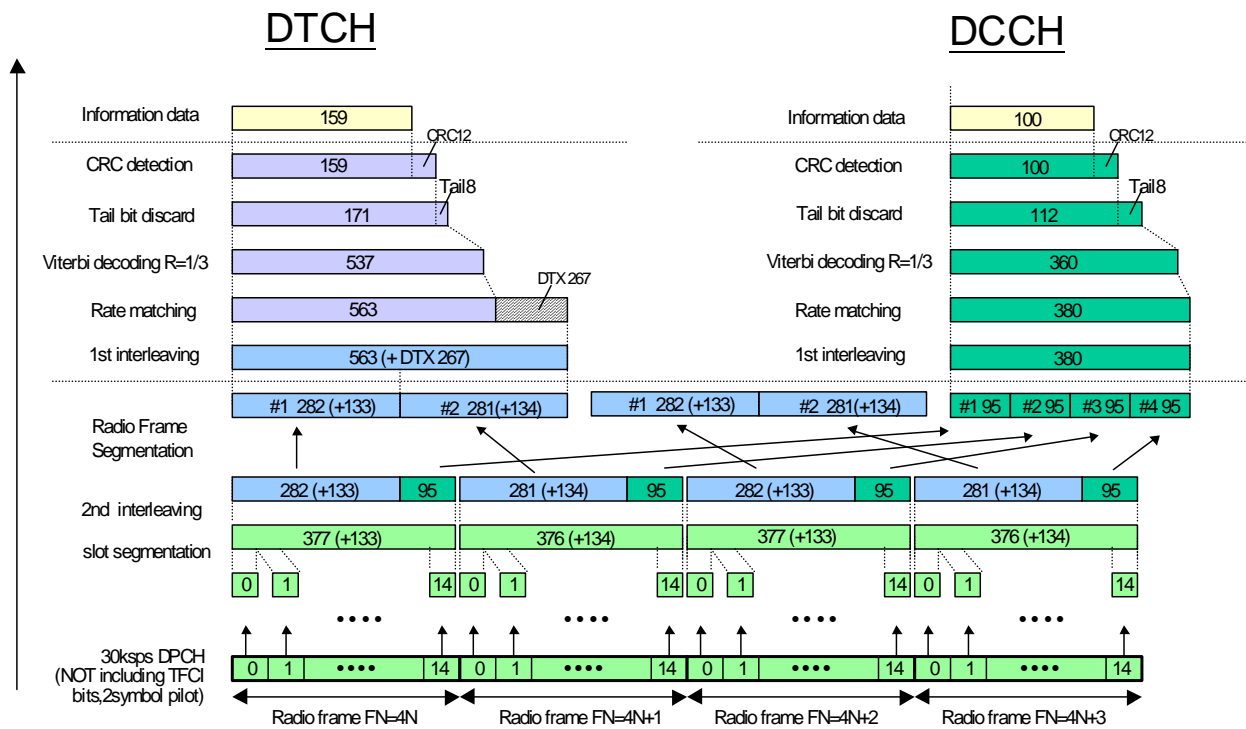 DTCH DCCH
Information data 159 Information data 100
CRC12 CRC12
CRC detection 159 CRC detection 100
Tail8 Tail8
Tail bit discard 171 Tail bit discard 112
Viterbi decoding R=1/3 537 Viterbi decoding R=1/3 360
DTX 267
Rate matching 563 Rate matching 380
1st interleaving 563 (+ DTX 267) 1st interleaving 380
#1 282 (+133) #2 281(+134) #1 282 (+133) #2 281(+134) #1 95 #2 95 #3 95 #4 95
Radio Frame
Segmentation
282 (+133) 95 281 (+134) 95 282 (+133) 95 281 (+134) 95
2nd interleaving
377 (+133) 376 (+134) 377 (+133) 376 (+134)
slot segmentation
0 1 14 0 1 14 0 1 14 0 1 14
30ksps DPCH
(NOT including TFCI
bits,2symbol pilot)
0 1 14 0 1 14 0 1 14 0 1 14
Radio frame FN=4N Radio frame FN=4N+1 Radio frame FN=4N+2 Radio frame FN=4N+3